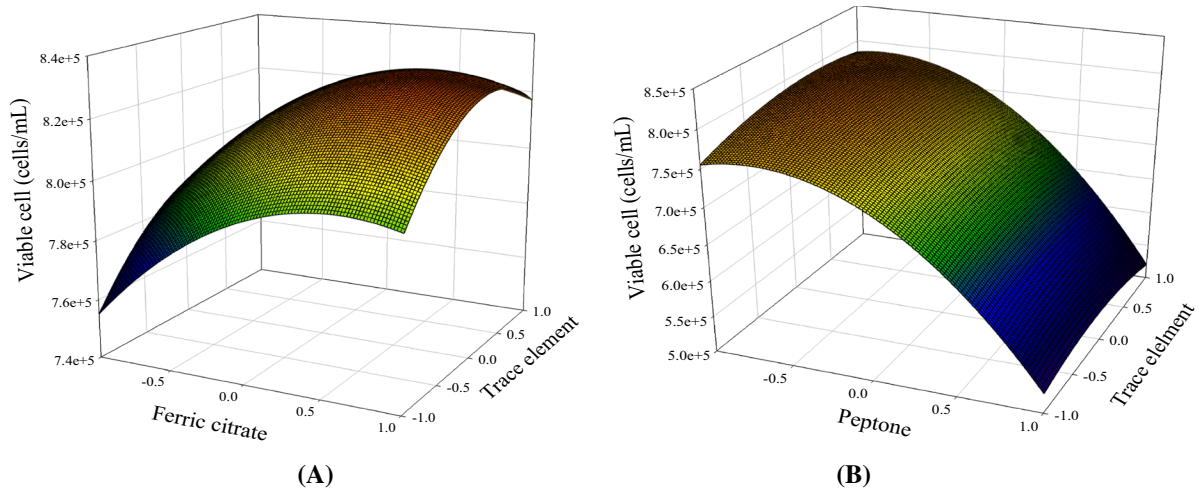 Viable cell (cells/mL)
8.4e+5
8.2e+5
8.0e+5
7.8e+5
7.6e+5
7.4e+5
-0.5
0.0
0.5
1.0
Ferric citrate
-1.0
-0.5
0.0
0.5
1.0
Trace element
(A)
Viable cell (cells/mL)
8.5e+5
8.0e+5
7.5e+5
7.0e+5
6.5e+5
6.0e+5
5.5e+5
5.0e+5
-0.5
0.0
0.5
1.0
Peptone
-1.0
-0.5
0.0
0.5
1.0
Trace elelment
(B)